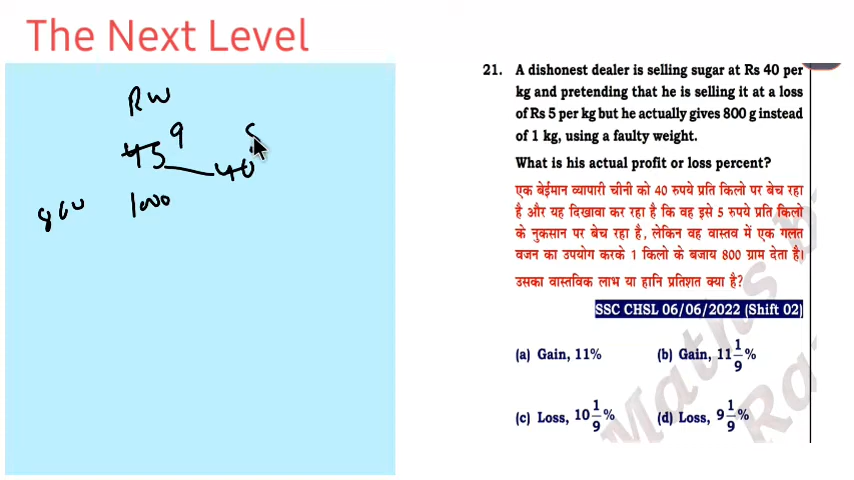 The Next Level
RW
45 9 40
800 1000
21. A dishonest dealer is selling sugar at Rs 40 per
kg and pretending that he is selling it at a loss
of Rs 5 per kg but he actually gives 800 g instead
of 1 kg, using a faulty weight.
What is his actual profit or loss percent?
एक बेईमान व्यापारी चीनी को 40 रुपये प्रति किलो पर बेच रहा
है और यह दिखावा कर रहा है कि वह इसे 5 रुपये प्रति किलो
के नुकसान पर बेच रहा है, लेकिन वह वास्तव में एक गलत
वजन का उपयोग करके 1 किलो के बजाय 800 ग्राम देता है।
उसका वास्तविक लाभ या हानि प्रतिशत क्या है?
SSC CHSL 06/06/2022 (Shift 02)
(a) Gain, 11% (b) Gain, 11 1/9 %
(c) Loss, 10 1/9 % (d) Loss, 9 1/9 %
Maths b
Ra